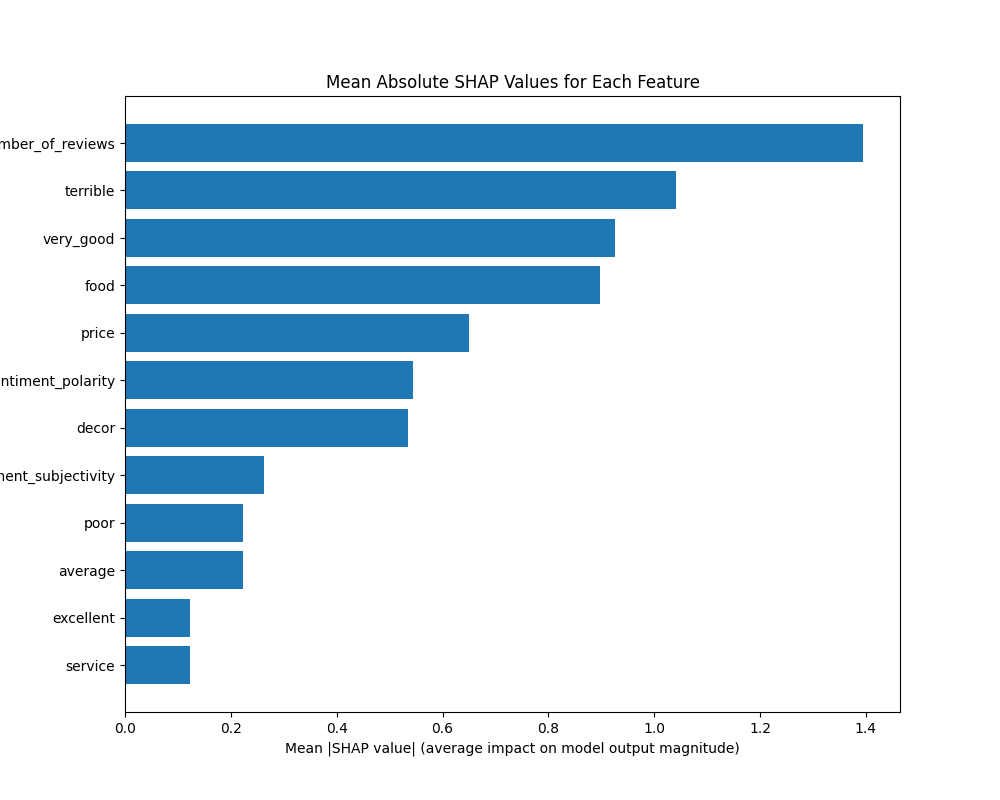 Mean Absolute SHAP Values for Each Feature
mber_of_reviews
terrible
very_good
food
price
ntiment_polarity
decor
ment_subjectivity
poor
average
excellent
service
0.0 0.2 0.4 0.6 0.8 1.0 1.2 1.4
Mean |SHAP value| (average impact on model output magnitude)